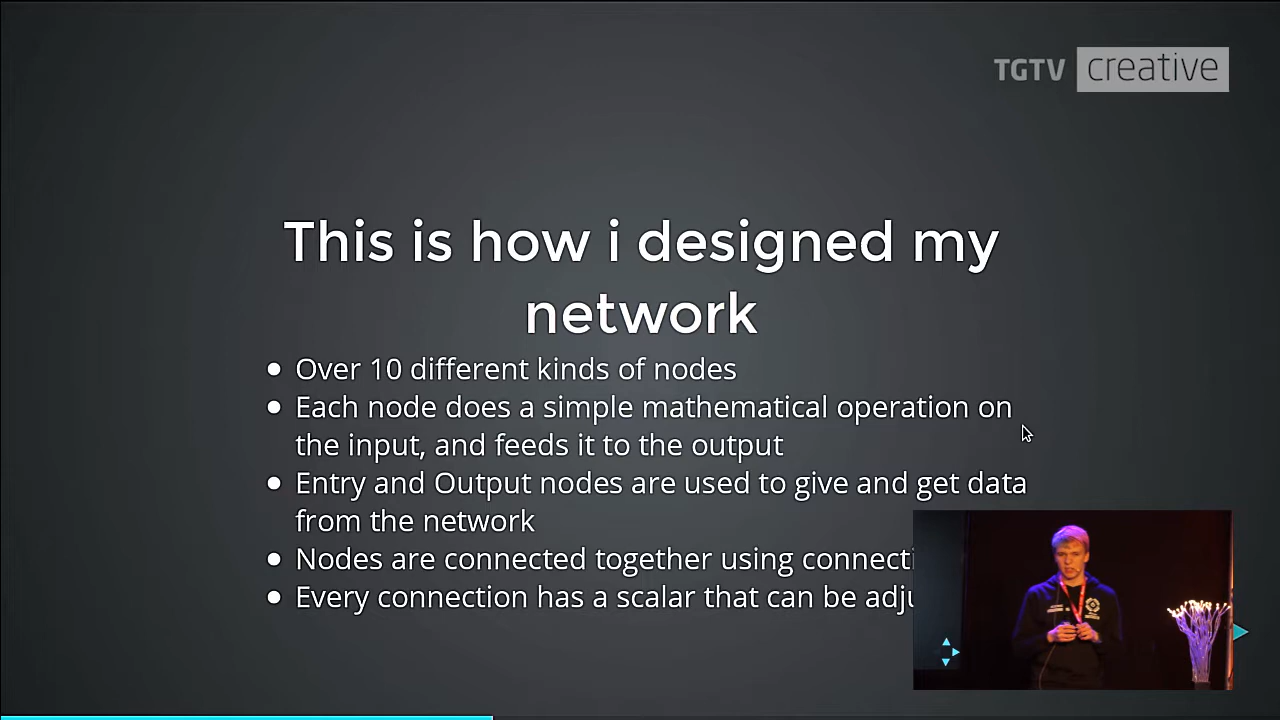 TGTV creative
This is how i designed my
network
Over 10 different kinds of nodes
Each node does a simple mathematical operation on
the input, and feeds it to the output
Entry and Output nodes are used to give and get data
from the network
Nodes are connected together using
Every connection has a scalar that can be